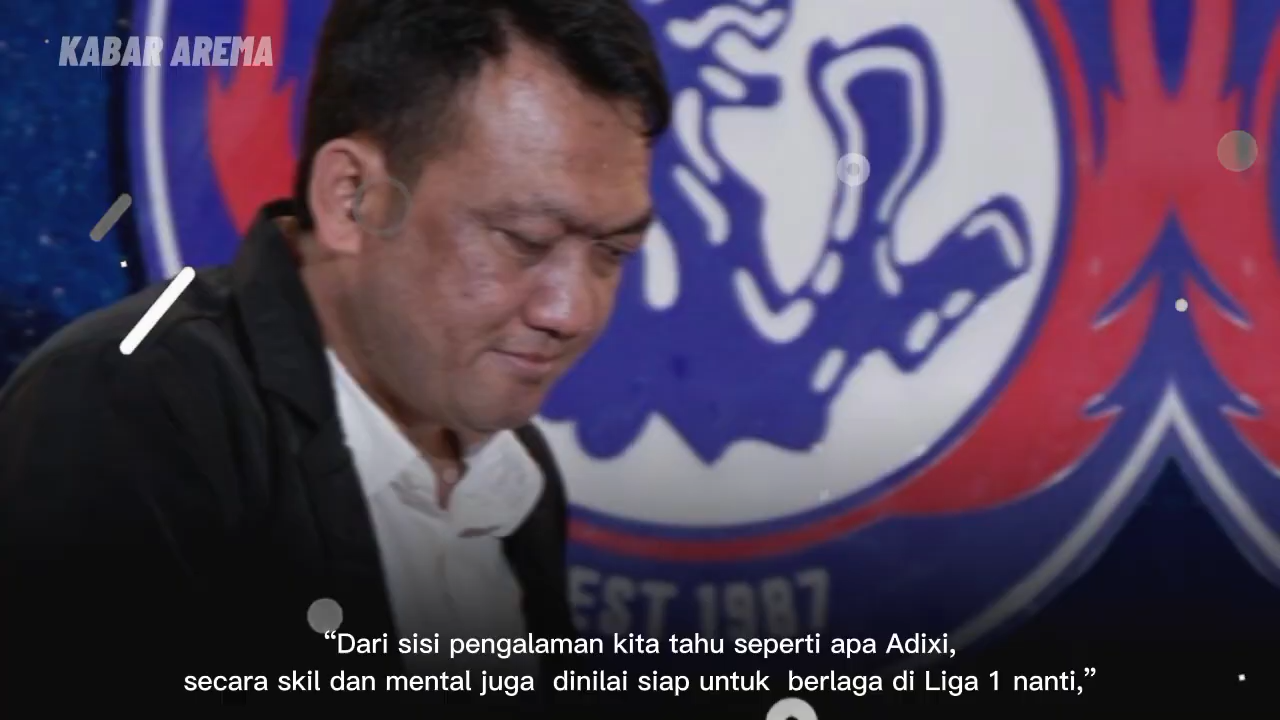 KABAR AREMA
EST 1987
“Dari sisi pengalaman kita tahu seperti apa Adixi,
secara skil dan mental juga  dinilai siap untuk  berlaga di Liga 1 nanti,”